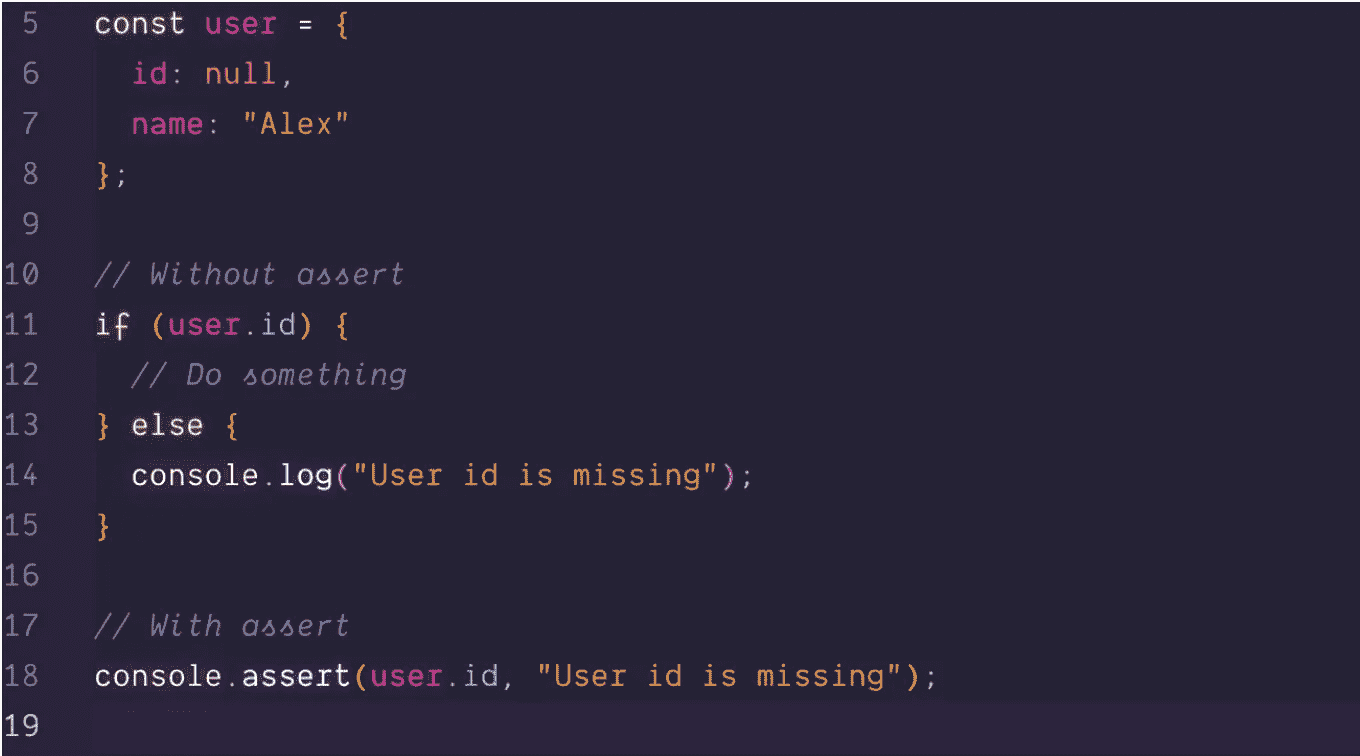 5 const user = {
6 id: null,
7 name: "Alex"
8 };
9
10 // Without assert
11 if (user.id) {
12 // Do something
13 } else {
14 console.log("User id is missing");
15 }
16
17 // With assert
18 console.assert(user.id, "User id is missing");
19